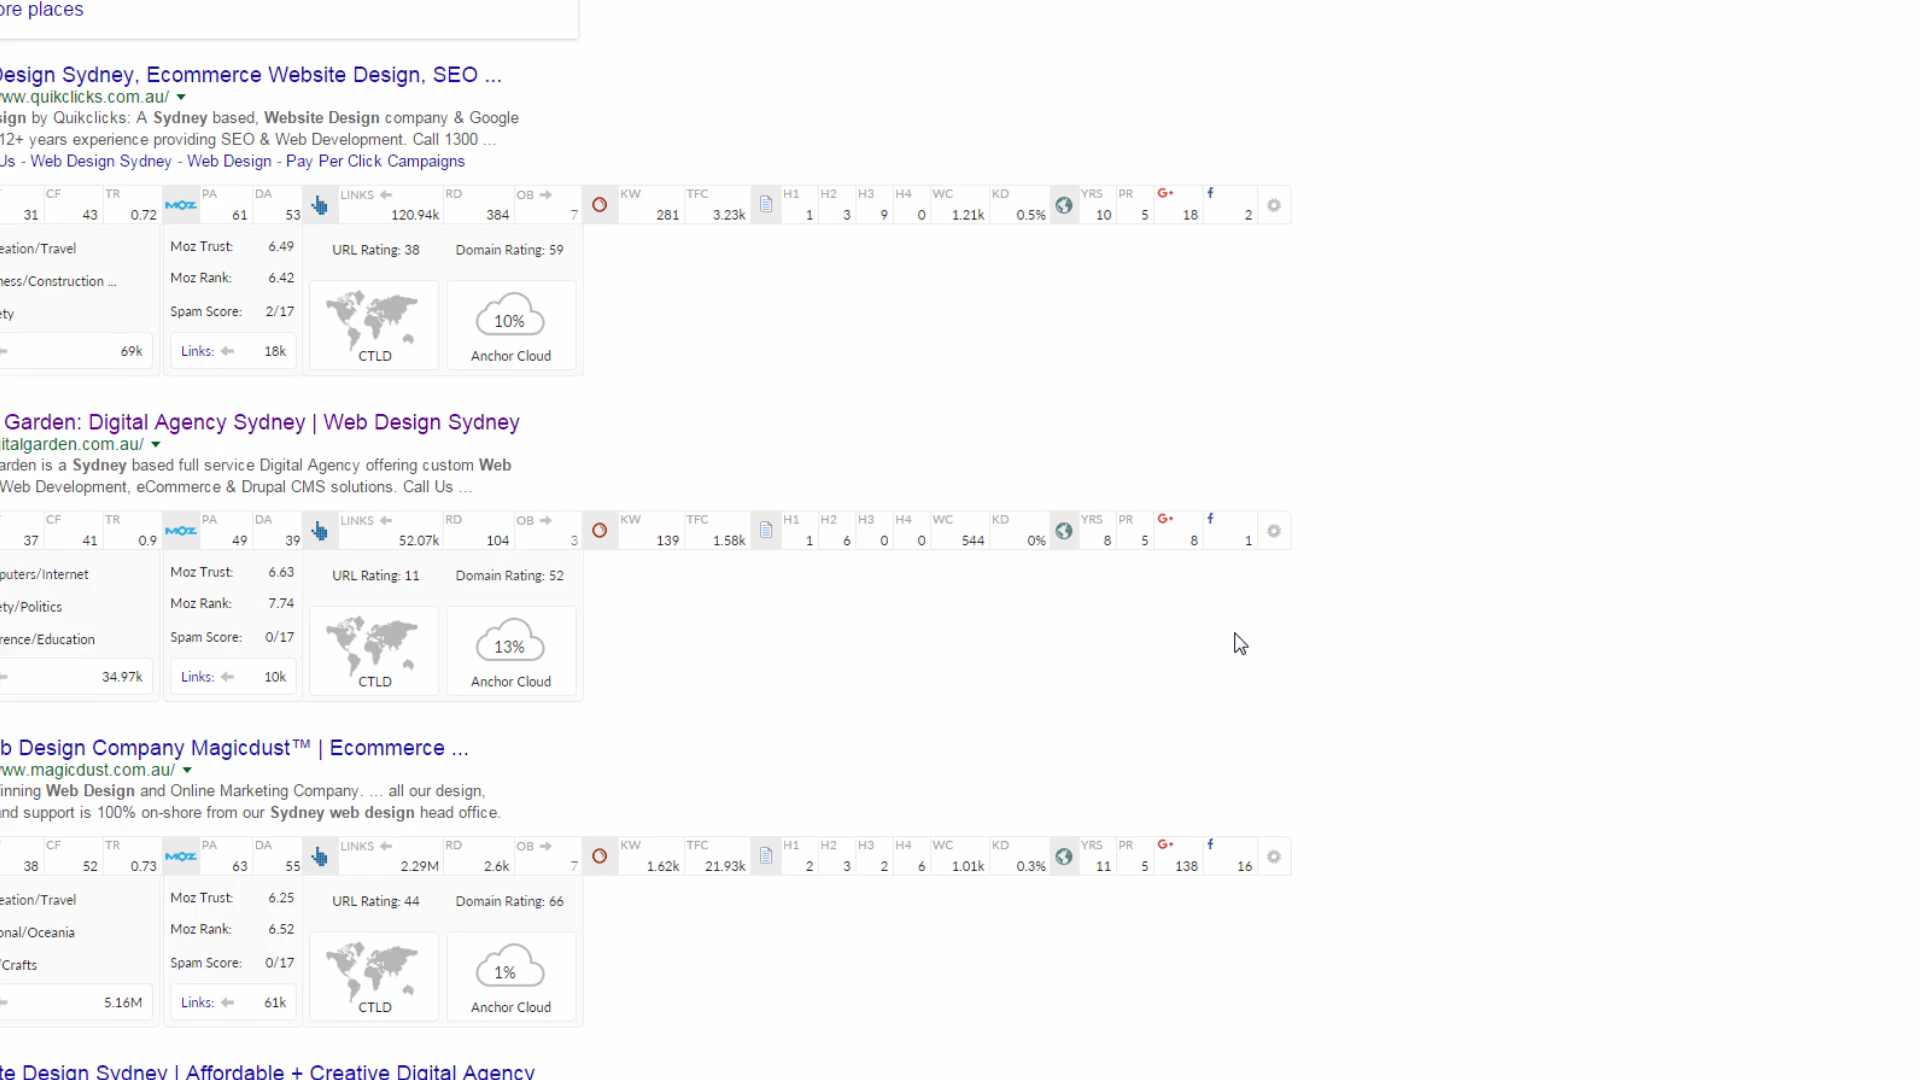 ore places
Design Sydney, Ecommerce Website Design, SEO ...
www.quikclicks.com.au/
sign by Quikclicks: A Sydney based, Website Design company & Google
12+ years experience providing SEO & Web Development. Call 1300 ...
Us - Web Design Sydney - Web Design - Pay Per Click Campaigns
CF TR MOZ PA DA LINKS RD OB KW TFC H1 H2 H3 H4 WC KD YRS PR G+ f
31 43 0.72 61 53 120.94k 384 7 281 3.23k 1 3 9 0 1.21k 0.5% 10 5 18 2
eation/Travel Moz Trust: 6.49 URL Rating: 38 Domain Rating: 59
ness/Construction ... Moz Rank: 6.42
ety Spam Score: 2/17 10%
69k Links: 18k CTLD Anchor Cloud
Garden: Digital Agency Sydney | Web Design Sydney
gitalgarden.com.au/
arden is a Sydney based full service Digital Agency offering custom Web
Web Development, eCommerce & Drupal CMS solutions. Call Us ...
CF TR MOZ PA DA LINKS RD OB KW TFC H1 H2 H3 H4 WC KD YRS PR G+ f
37 41 0.9 49 39 52.07k 104 3 139 1.58k 1 6 0 0 544 0% 8 5 8 1
puters/Internet Moz Trust: 6.63 URL Rating: 11 Domain Rating: 52
ety/Politics Moz Rank: 7.74
rence/Education Spam Score: 0/17 13%
34.97k Links: 10k CTLD Anchor Cloud
b Design Company Magicdust™ | Ecommerce ...
www.magicdust.com.au/
inning Web Design and Online Marketing Company. ... all our design,
nd support is 100% on-shore from our Sydney web design head office.
CF TR MOZ PA DA LINKS RD OB KW TFC H1 H2 H3 H4 WC KD YRS PR G+ f
38 52 0.73 63 55 2.29M 2.6k 7 1.62k 21.93k 2 3 2 6 1.01k 0.3% 11 5 138 16
eation/Travel Moz Trust: 6.25 URL Rating: 44 Domain Rating: 66
onal/Oceania Moz Rank: 6.52
/Crafts Spam Score: 0/17 1%
5.16M Links: 61k CTLD Anchor Cloud
te Design Sydney | Affordable + Creative Digital Agency